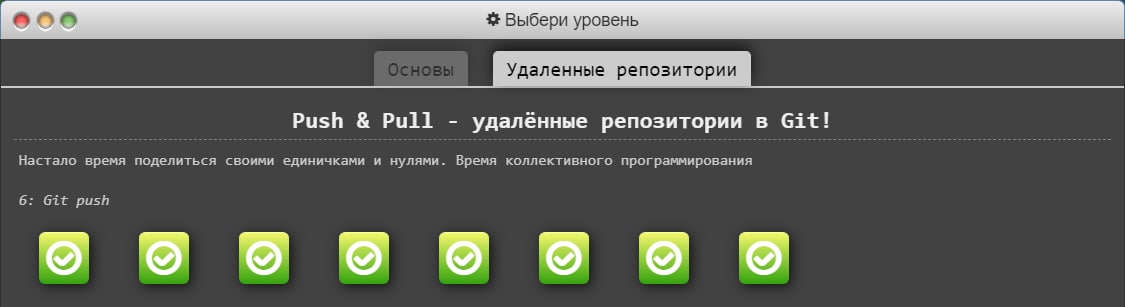 Выбери уровень
Основы
Удаленные репозитории
Push & Pull - удалённые репозитории в Git!
Настало время поделиться своими единичками и нулями. Время коллективного программирования
6: Git push